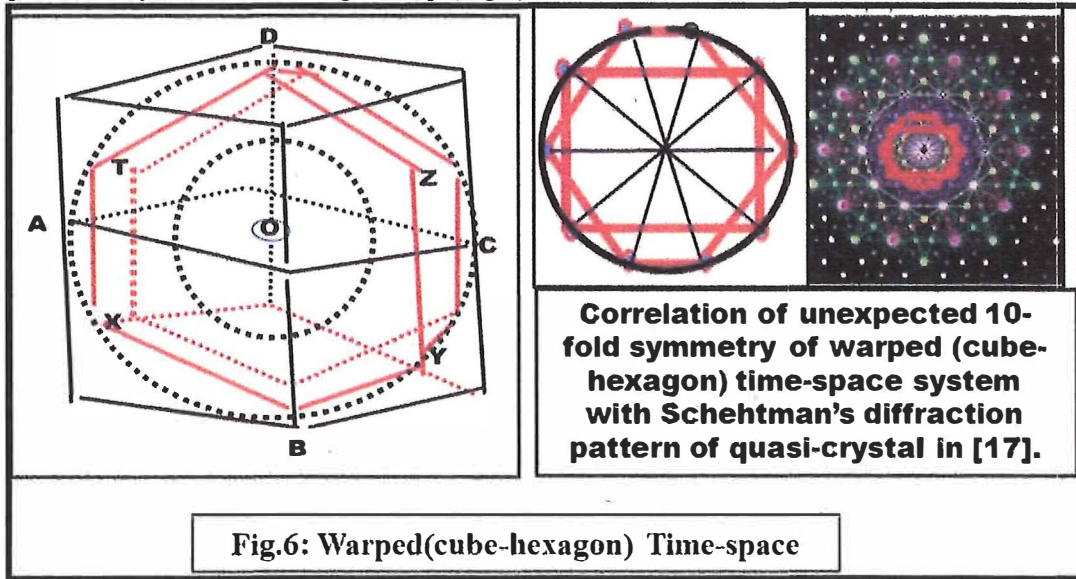 D
T
Z
A
O
C
X
Y
B
Correlation of unexpected 10-
fold symmetry of warped (cube-
hexagon) time-space system
with Schehtman's diffraction
pattern of quasi-crystal in [17].
Fig.6: Warped(cube-hexagon) Time-space